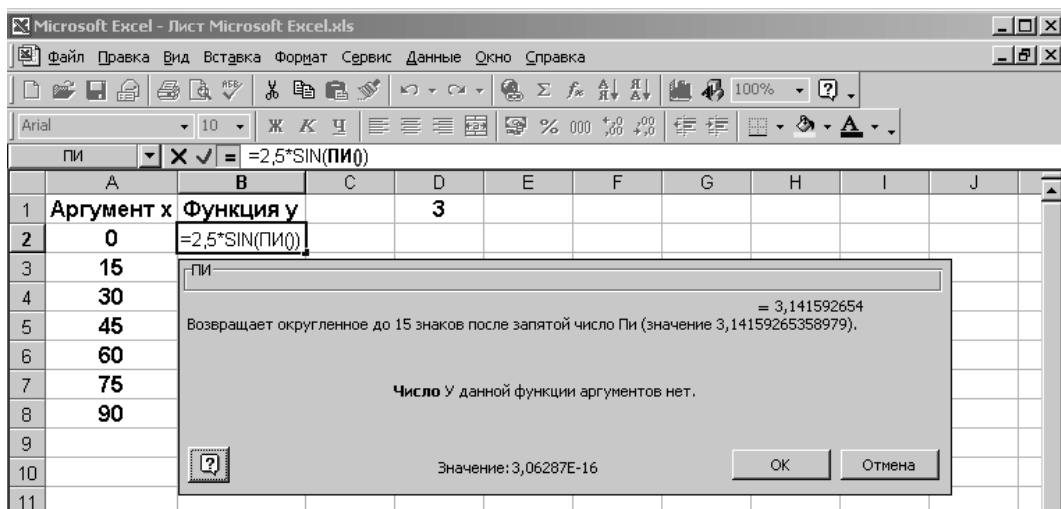 Microsoft Excel - Лист Microsoft Excel.xls
Файл Правка Вид Вставка Формат Сервис Данные Окно Справка
100%
Arial 10 Ж К Ч % 000
ПИ = =2,5*SIN(ПИ())
A B C D E F G H I J
1 Аргумент x Функция y 3
2 0 =2,5*SIN(ПИ())
3 15 ПИ
4 30 = 3,141592654
5 45 Возвращает округленное до 15 знаков после запятой число Пи (значение 3,14159265358979).
6 60
7 75 Число У данной функции аргументов нет.
8 90
9
10 Значение:3,06287E-16 OK Отмена
11